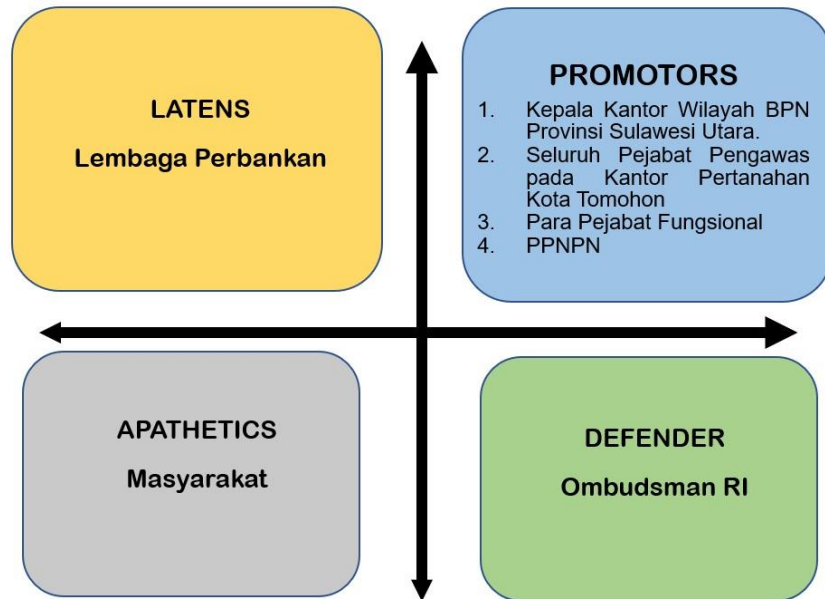 LATENS
Lembaga Perbankan
PROMOTORS
1. Kepala Kantor Wilayah BPN
Provinsi Sulawesi Utara.
2. Seluruh Pejabat Pengawas
pada Kantor Pertanahan
Kota Tomohon
3. Para Pejabat Fungsional
4. PPNPN
APATHETICS
Masyarakat
DEFENDER
Ombudsman RI